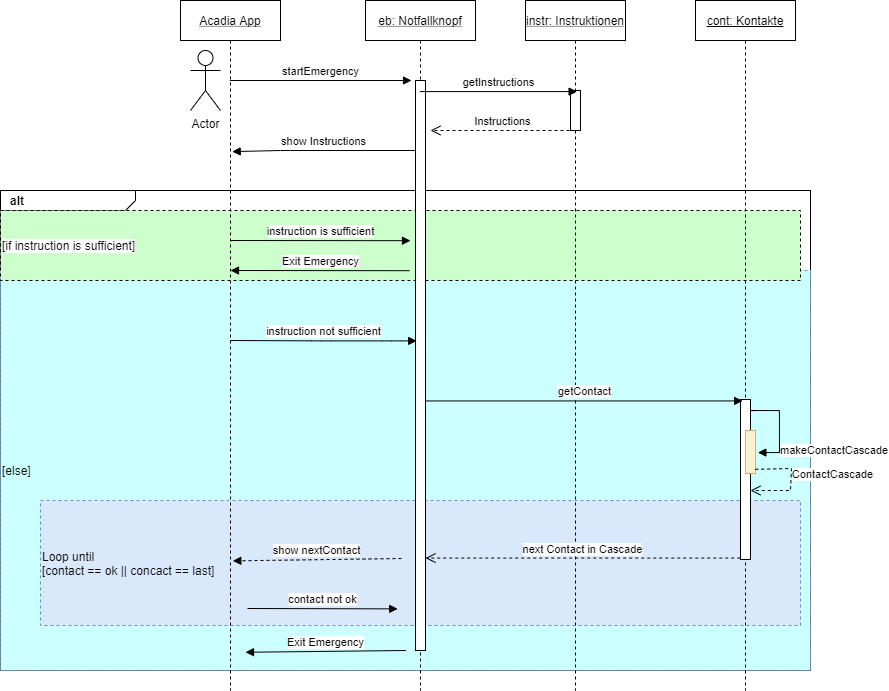 Acadia App
eb: Notfallknopf
instr: Instruktionen
cont: Kontakte
Actor
startEmergency
getInstructions
Instructions
show Instructions
alt
[if instruction is sufficient]
instruction is sufficient
Exit Emergency
instruction not sufficient
getContact
makeContactCascade
[else]
ContactCascade
next Contact in Cascade
show nextContact
Loop until
[contact == ok || concact == last]
contact not ok
Exit Emergency